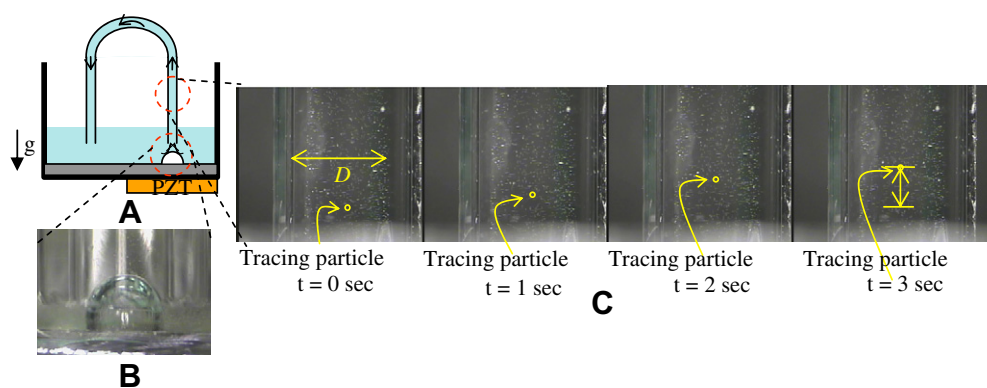 g
PZT
A
B
D
Tracing particle
t = 0 sec
Tracing particle
t = 1 sec
Tracing particle
t = 2 sec
Tracing particle
t = 3 sec
C